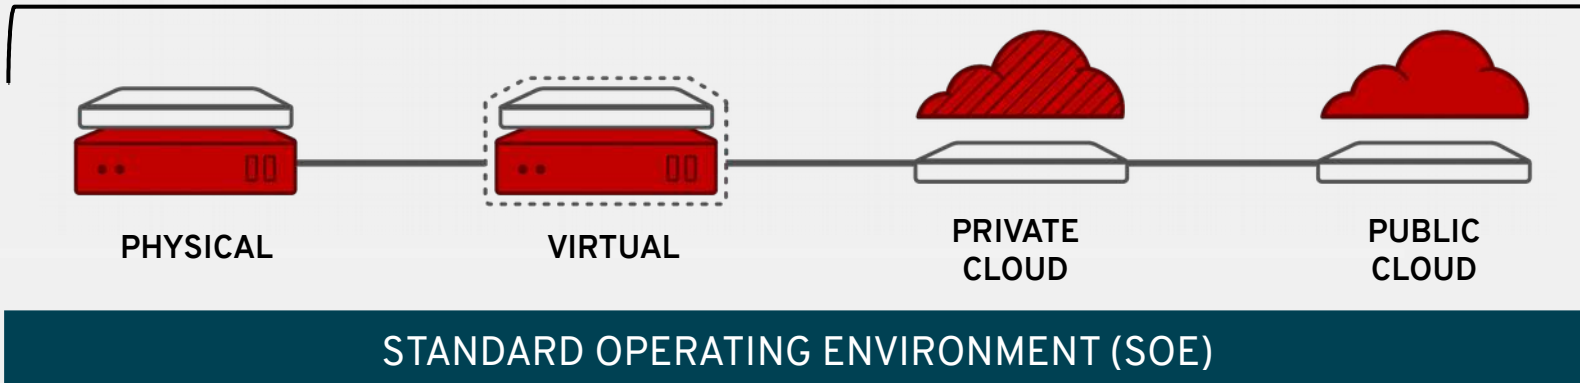 PHYSICAL
VIRTUAL
PRIVATE
CLOUD
PUBLIC
CLOUD
STANDARD OPERATING ENVIRONMENT (SOE)